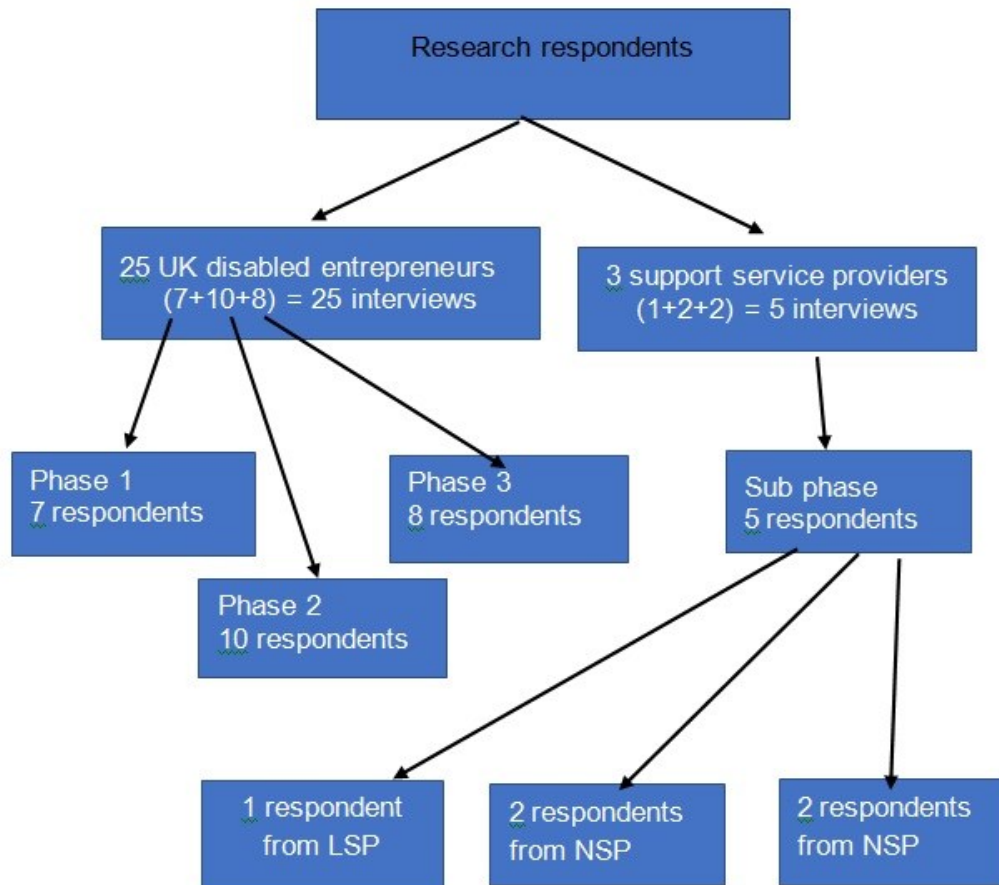 Research respondents
25 UK disabled entrepreneurs
(7+10+8) = 25 interviews
3 support service providers
(1+2+2) = 5 interviews
Phase 1
7 respondents
Phase 3
8 respondents
Sub phase
5 respondents
Phase 2
10 respondents
1 respondent
from LSP
2 respondents
from NSP
2 respondents
from NSP